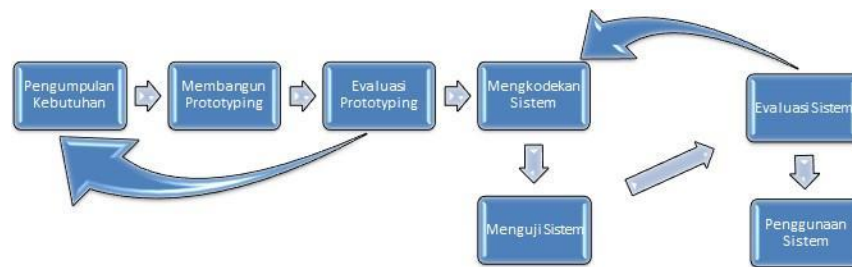 Pengumpulan
Kebutuhan
Membangun
Prototyping
Evaluasi
Prototyping
Mengkodekan
Sistem
Menguji Sistem
Evaluasi Sistem
Penggunaan
Sistem